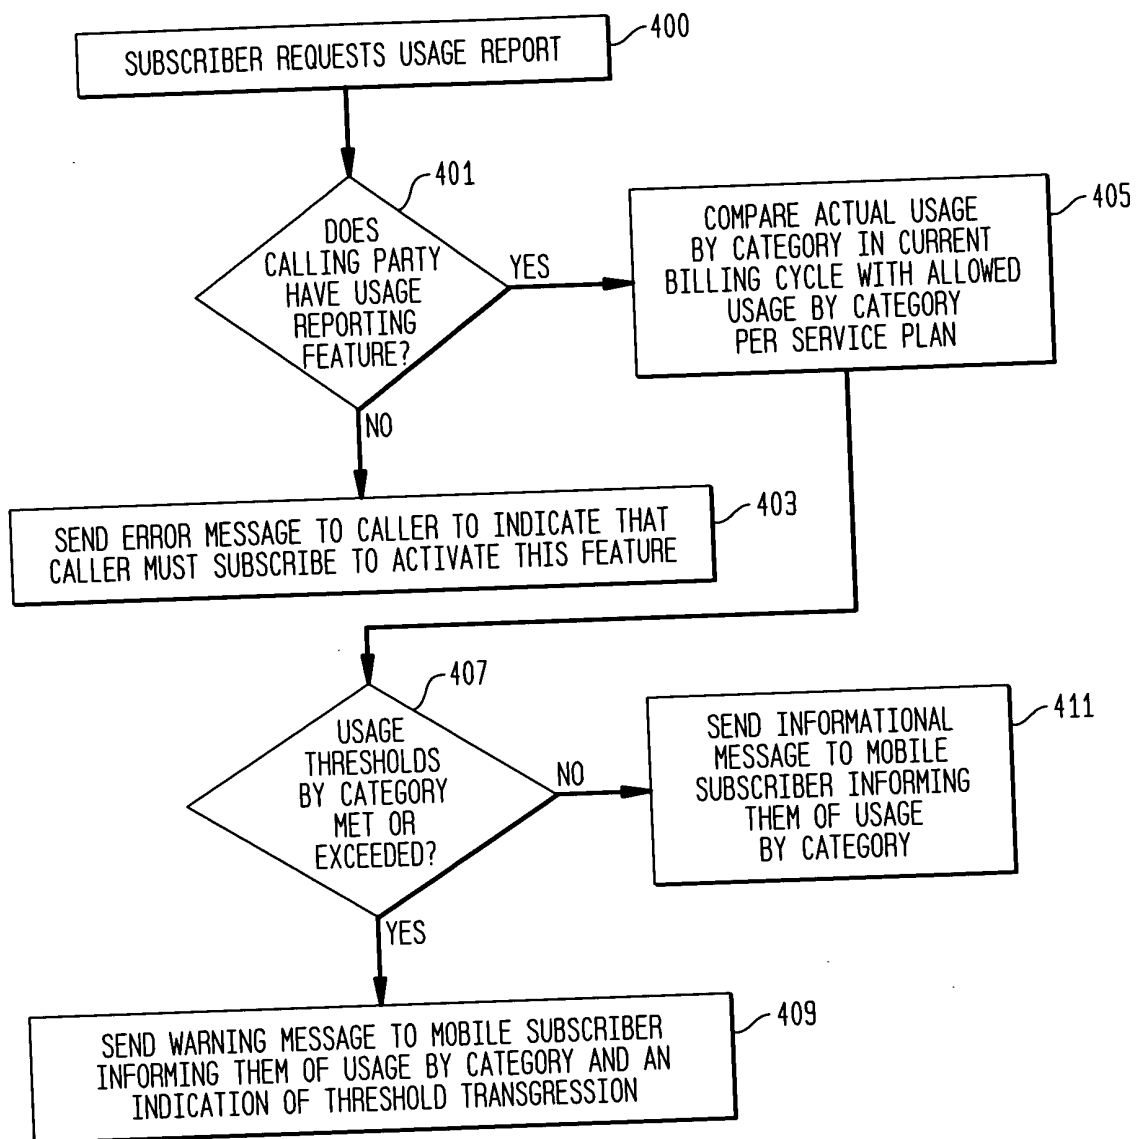 SUBSCRIBER REQUESTS USAGE REPORT
400
401
DOES
CALLING PARTY
HAVE USAGE
REPORTING
FEATURE?
YES
COMPARE ACTUAL USAGE
BY CATEGORY IN CURRENT
BILLING CYCLE WITH ALLOWED
USAGE BY CATEGORY
PER SERVICE PLAN
405
NO
SEND ERROR MESSAGE TO CALLER TO INDICATE THAT
CALLER MUST SUBSCRIBE TO ACTIVATE THIS FEATURE
403
407
USAGE
THRESHOLDS
BY CATEGORY
MET OR
EXCEEDED?
NO
SEND INFORMATIONAL
MESSAGE TO MOBILE
SUBSCRIBER INFORMING
THEM OF USAGE
BY CATEGORY
411
YES
SEND WARNING MESSAGE TO MOBILE SUBSCRIBER
INFORMING THEM OF USAGE BY CATEGORY AND AN
INDICATION OF THRESHOLD TRANSGRESSION
409